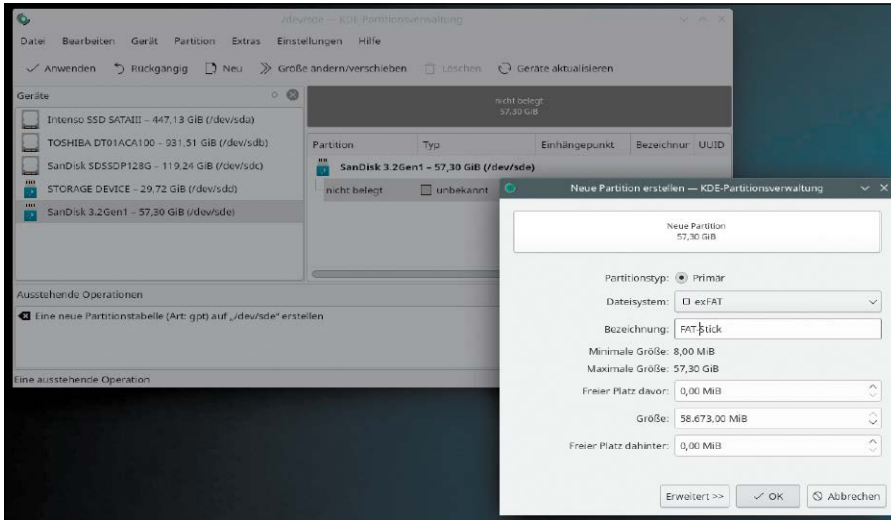 /dev/sde — KDE-Partitionsverwaltung
Datei Bearbeiten Gerät Partition Extras Einstellungen Hilfe
Anwenden Rückgängig Neu Größe ändern/verschieben Löschen Geräte aktualisieren
Geräte
Intenso SSD SATAIII – 447,13 GiB (/dev/sda)
TOSHIBA DT01ACA100 – 931,51 GiB (/dev/sdb)
SanDisk SDSSDP128G – 119,24 GiB (/dev/sdc)
STORAGE DEVICE – 29,72 GiB (/dev/sdd)
SanDisk 3.2Gen1 – 57,30 GiB (/dev/sde)
nicht belegt
57,30 GiB
Partition Typ Einhängepunkt Bezeichnur UUID
SanDisk 3.2Gen1 – 57,30 GiB (/dev/sde)
nicht belegt unbekannt
Ausstehende Operationen
Eine neue Partitionstabelle (Art: gpt) auf „/dev/sde“ erstellen
Eine ausstehende Operation
Neue Partition erstellen — KDE-Partitionsverwaltung
Neue Partition
57,30 GiB
Partitionstyp: Primär
Dateisystem: exFAT
Bezeichnung: FAT-Stick
Minimale Größe: 8,00 MiB
Maximale Größe: 57,30 GiB
Freier Platz davor: 0,00 MiB
Größe: 58.673,00 MiB
Freier Platz dahinter: 0,00 MiB
Erweitert >> OK Abbrechen